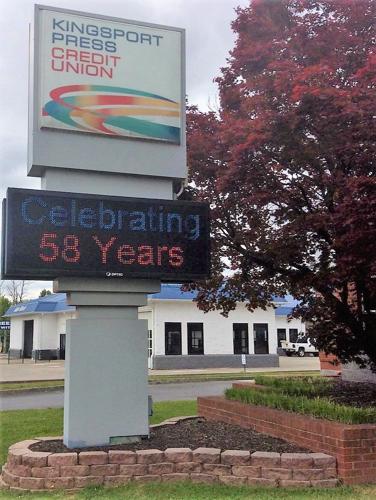 KINGSPORT
PRESS
CREDIT
UNION
Celebrating
58 Years